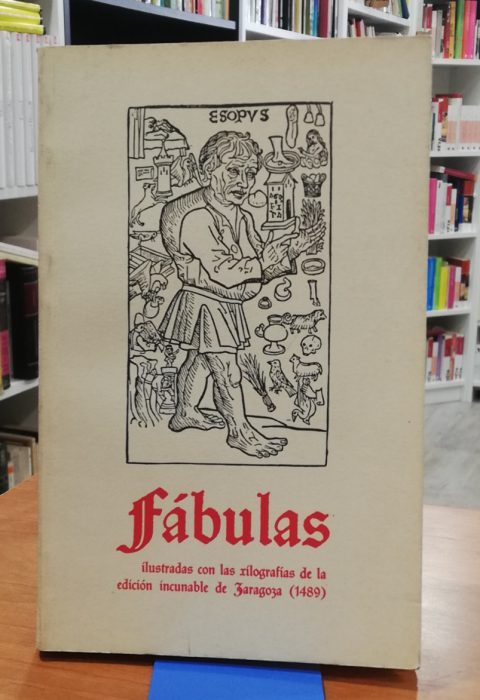 ESOPVS
Fábulas
ilustradas con las xilografías de la
edición incunable de Zaragoza (1489)